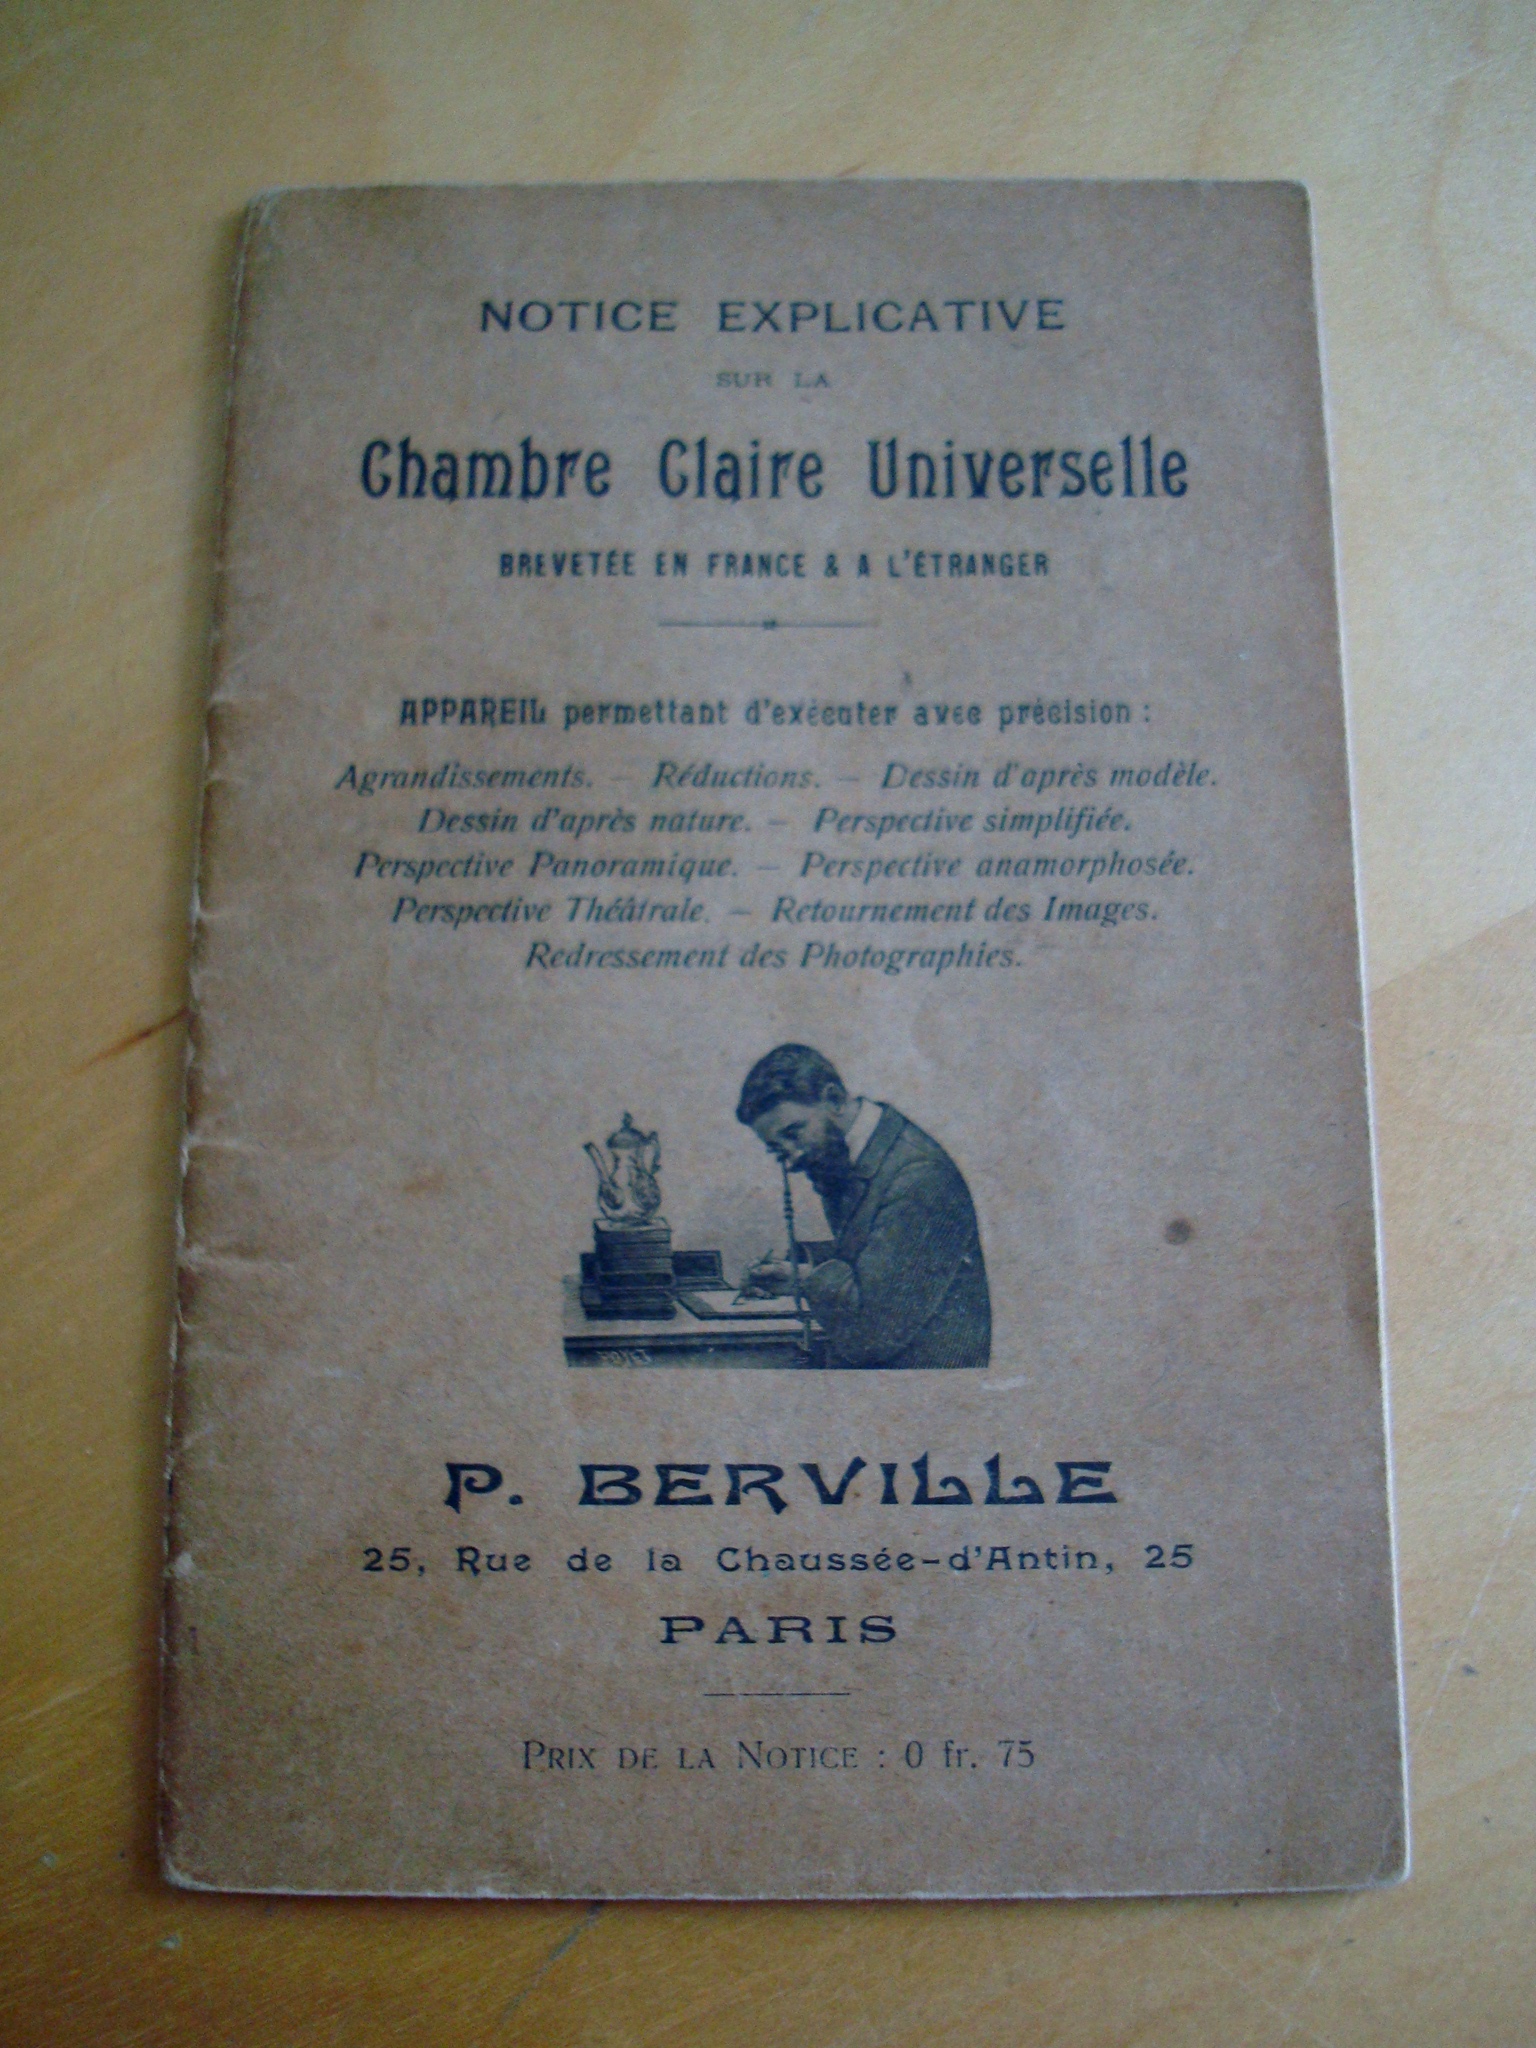 NOTICE EXPLICATIVE
SUR LA
Chambre Claire Universelle
BREVETÉE EN FRANCE & A L'ÉTRANGER
APPAREIL permettant d'exécuter avec précision :
Agrandissements. — Réductions. — Dessin d'après modèle.
Dessin d'après nature. — Perspective simplifiée.
Perspective Panoramique. — Perspective anamorphosée.
Perspective Théâtrale. — Retournement des Images.
Redressement des Photographies.
P. BERVILLE
25, Rue de la Chaussée-d'Antin, 25
PARIS
PRIX DE LA NOTICE : 0 fr. 75